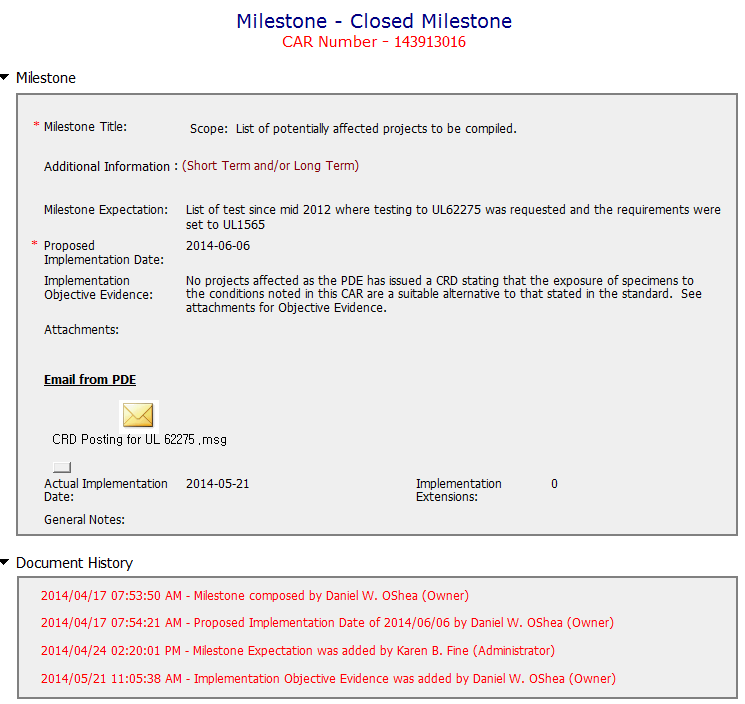 Milestone - Closed Milestone
CAR Number - 143913016
Milestone
* Milestone Title: Scope: List of potentially affected projects to be compiled.
Additional Information : (Short Term and/or Long Term)
Milestone Expectation: List of test since mid 2012 where testing to UL62275 was requested and the requirements were
set to UL1565
* Proposed 2014-06-06
Implementation Date:
Implementation No projects affected as the PDE has issued a CRD stating that the exposure of specimens to
Objective Evidence: the conditions noted in this CAR are a suitable alternative to that stated in the standard. See
attachments for Objective Evidence.
Attachments:
Email from PDE
CRD Posting for UL 62275 .msg
Actual Implementation 2014-05-21 Implementation 0
Date: Extensions:
General Notes:
Document History
2014/04/17 07:53:50 AM - Milestone composed by Daniel W. OShea (Owner)
2014/04/17 07:54:21 AM - Proposed Implementation Date of 2014/06/06 by Daniel W. OShea (Owner)
2014/04/24 02:20:01 PM - Milestone Expectation was added by Karen B. Fine (Administrator)
2014/05/21 11:05:38 AM - Implementation Objective Evidence was added by Daniel W. OShea (Owner)